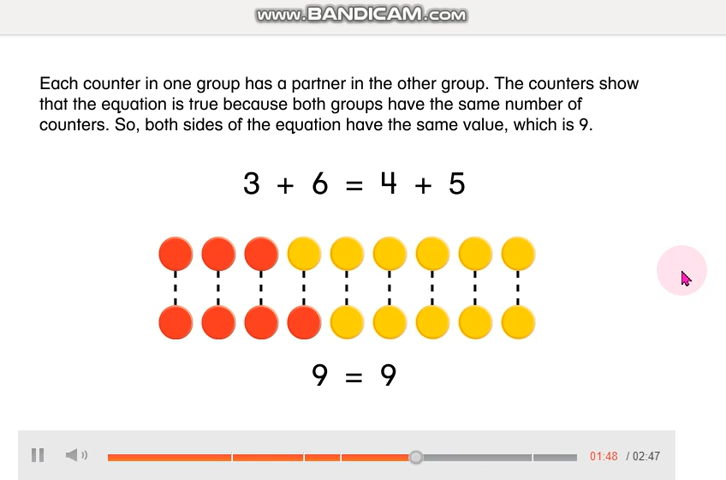 www.BANDICAM.com
Each counter in one group has a partner in the other group. The counters show
that the equation is true because both groups have the same number of
counters. So, both sides of the equation have the same value, which is 9.
3 + 6 = 4 + 5
9 = 9
01:48 / 02:47